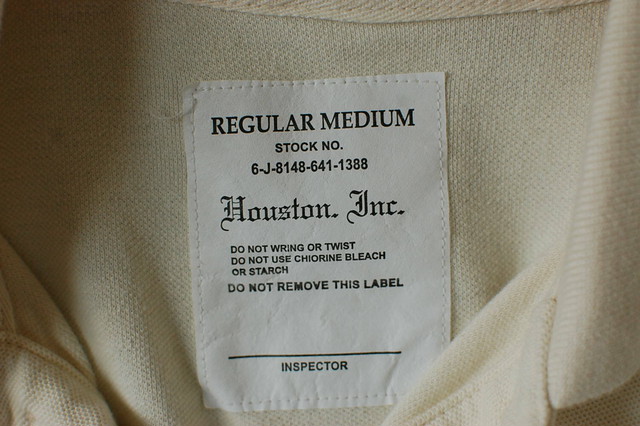 REGULAR MEDIUM
STOCK NO.
6-J-8148-641-1388
Houston. Inc.
DO NOT WRING OR TWIST
DO NOT USE CHIORINE BLEACH
OR STARCH
DO NOT REMOVE THIS LABEL
INSPECTOR